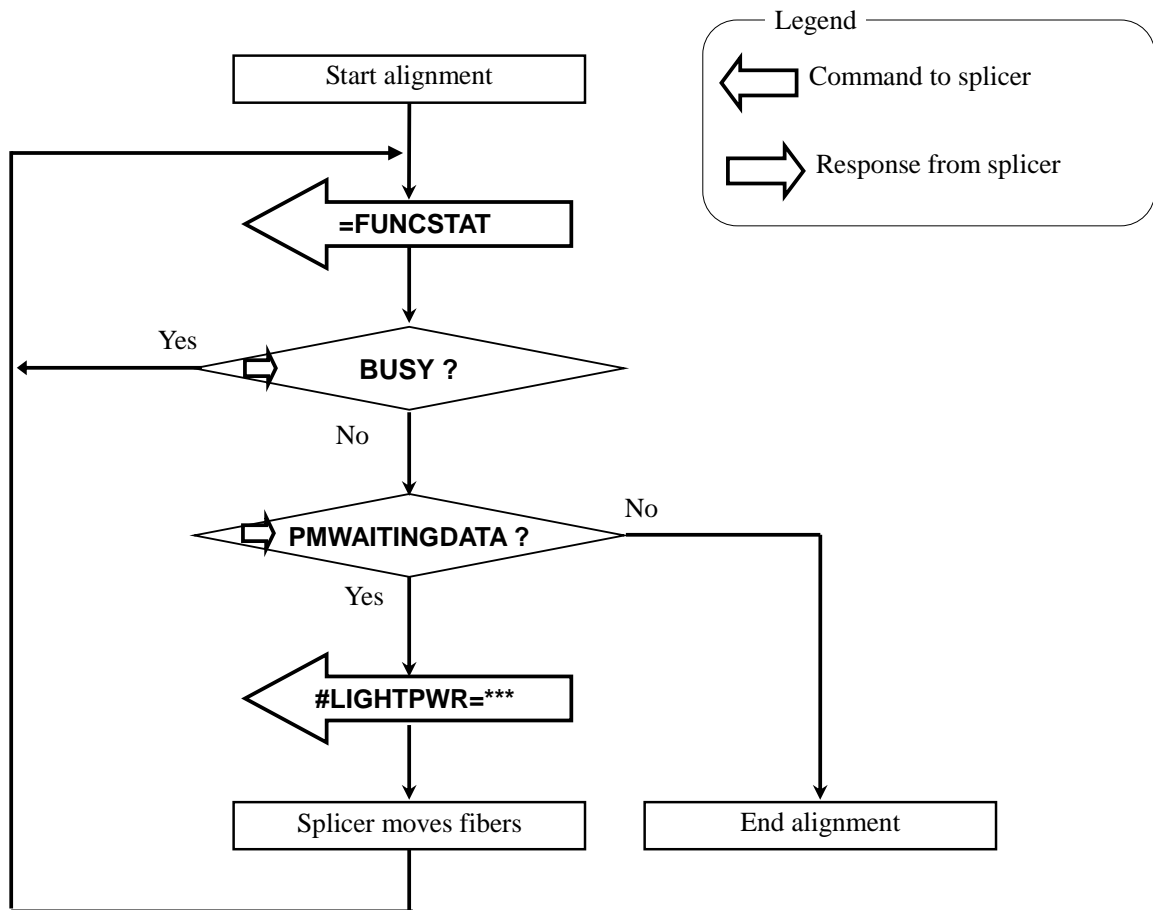 Legend
Start alignment
Command to splicer
Response from splicer
=FUNCSTAT
Yes
BUSY ?
No
No
PMWAITINGDATA ?
Yes
#LIGHTPWR=***
Splicer moves fibers
End alignment